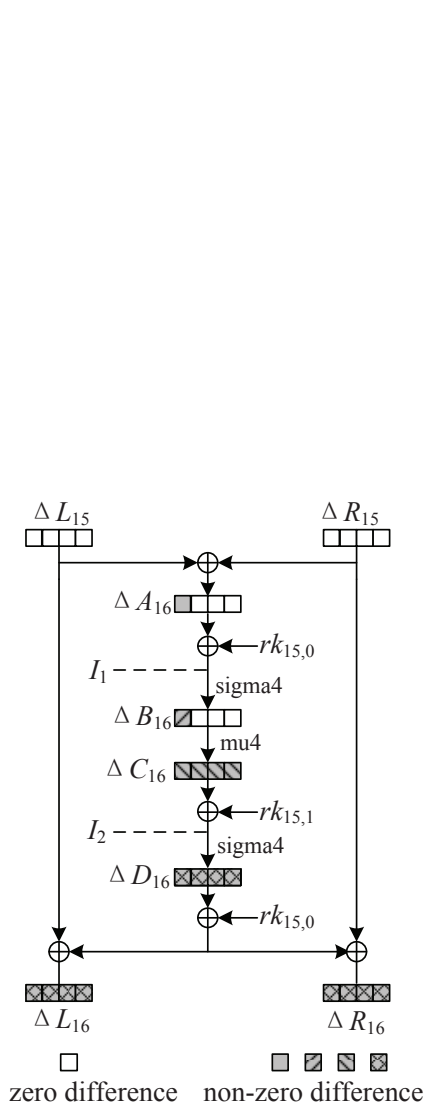 Δ L₁₅ Δ R₁₅
Δ A₁₆
rk₁₅,₀
I₁
sigma4
Δ B₁₆
mu4
Δ C₁₆
rk₁₅,₁
I₂
sigma4
Δ D₁₆
rk₁₅,₀
Δ L₁₆ Δ R₁₆
zero difference non-zero difference